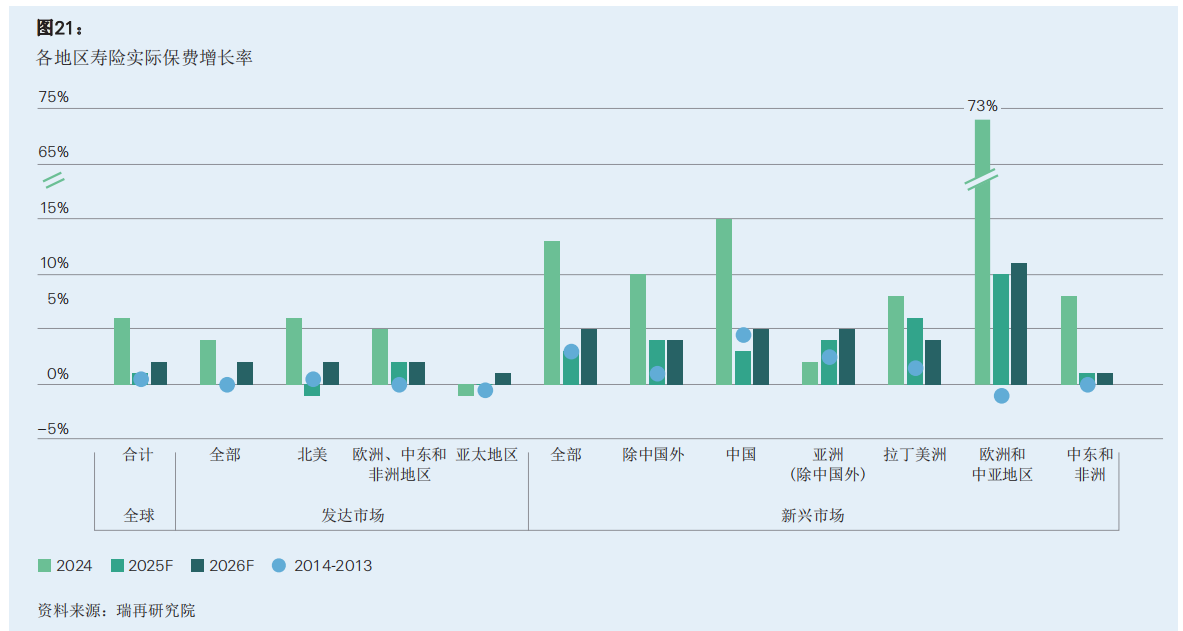 图21：
各地区寿险实际保费增长率
75%
73%
65%
15%
10%
5%
0%
–5%
合计
全部
北美
欧洲、中东和
非洲地区
亚太地区
全部
除中国外
中国
亚洲
（除中国外）
拉丁美洲
欧洲和
中亚地区
中东和
非洲
全球
发达市场
新兴市场
2024
2025F
2026F
2014-2013
资料来源：瑞再研究院